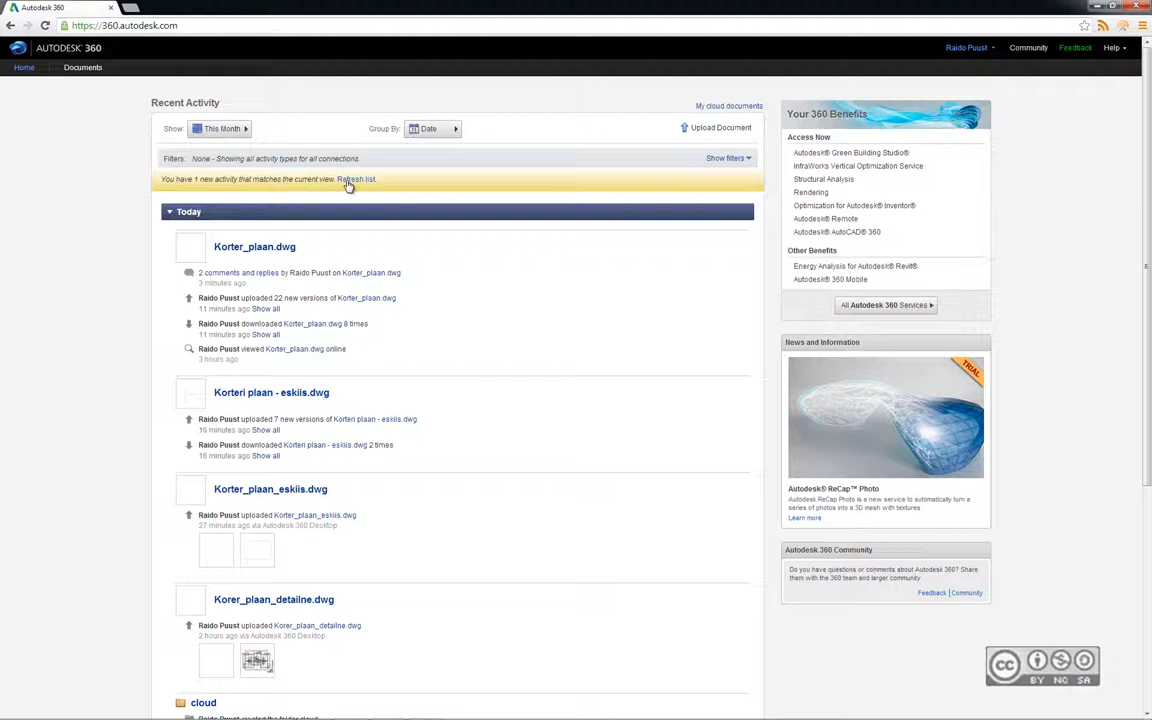 Autodesk 360
https://360.autodesk.com
AUTODESK® 360
Raido Puust
Community
Feedback
Help
Home
Documents
Recent Activity
My cloud documents
Show:
This Month
Group By:
Date
Upload Document
Filters: None - Showing all activity types for all connections.
Show filters
You have 1 new activity that matches the current view. Refresh list.
Today
Korter_plaan.dwg
2 comments and replies by Raido Puust on Korter_plaan.dwg
3 minutes ago
Raido Puust uploaded 22 new versions of Korter_plaan.dwg
11 minutes ago Show all
Raido Puust downloaded Korter_plaan.dwg 8 times
11 minutes ago Show all
Raido Puust viewed Korter_plaan.dwg online
3 hours ago
Korteri plaan - eskiis.dwg
Raido Puust uploaded 7 new versions of Korteri plaan - eskiis.dwg
16 minutes ago Show all
Raido Puust downloaded Korteri plaan - eskiis.dwg 2 times
16 minutes ago Show all
Korter_plaan_eskiis.dwg
Raido Puust uploaded Korter_plaan_eskiis.dwg
27 minutes ago via Autodesk 360 Desktop
Korer_plaan_detailne.dwg
Raido Puust uploaded Korer_plaan_detailne.dwg
2 hours ago via Autodesk 360 Desktop
cloud
Raido Puust created the folder cloud
Your 360 Benefits
Access Now
Autodesk® Green Building Studio®
InfraWorks Vertical Optimization Service
Structural Analysis
Rendering
Optimization for Autodesk® Inventor®
Autodesk® Remote
Autodesk® AutoCAD® 360
Other Benefits
Energy Analysis for Autodesk® Revit®
Autodesk® 360 Mobile
All Autodesk 360 Services
News and Information
TRIAL
Autodesk® ReCap™ Photo
Autodesk ReCap Photo is a new service to automatically turn a
series of photos into a 3D mesh with textures
Learn more
Autodesk 360 Community
Do you have questions or comments about Autodesk 360? Share
them with the 360 team and larger community
Feedback | Community
cc
BY NC SA